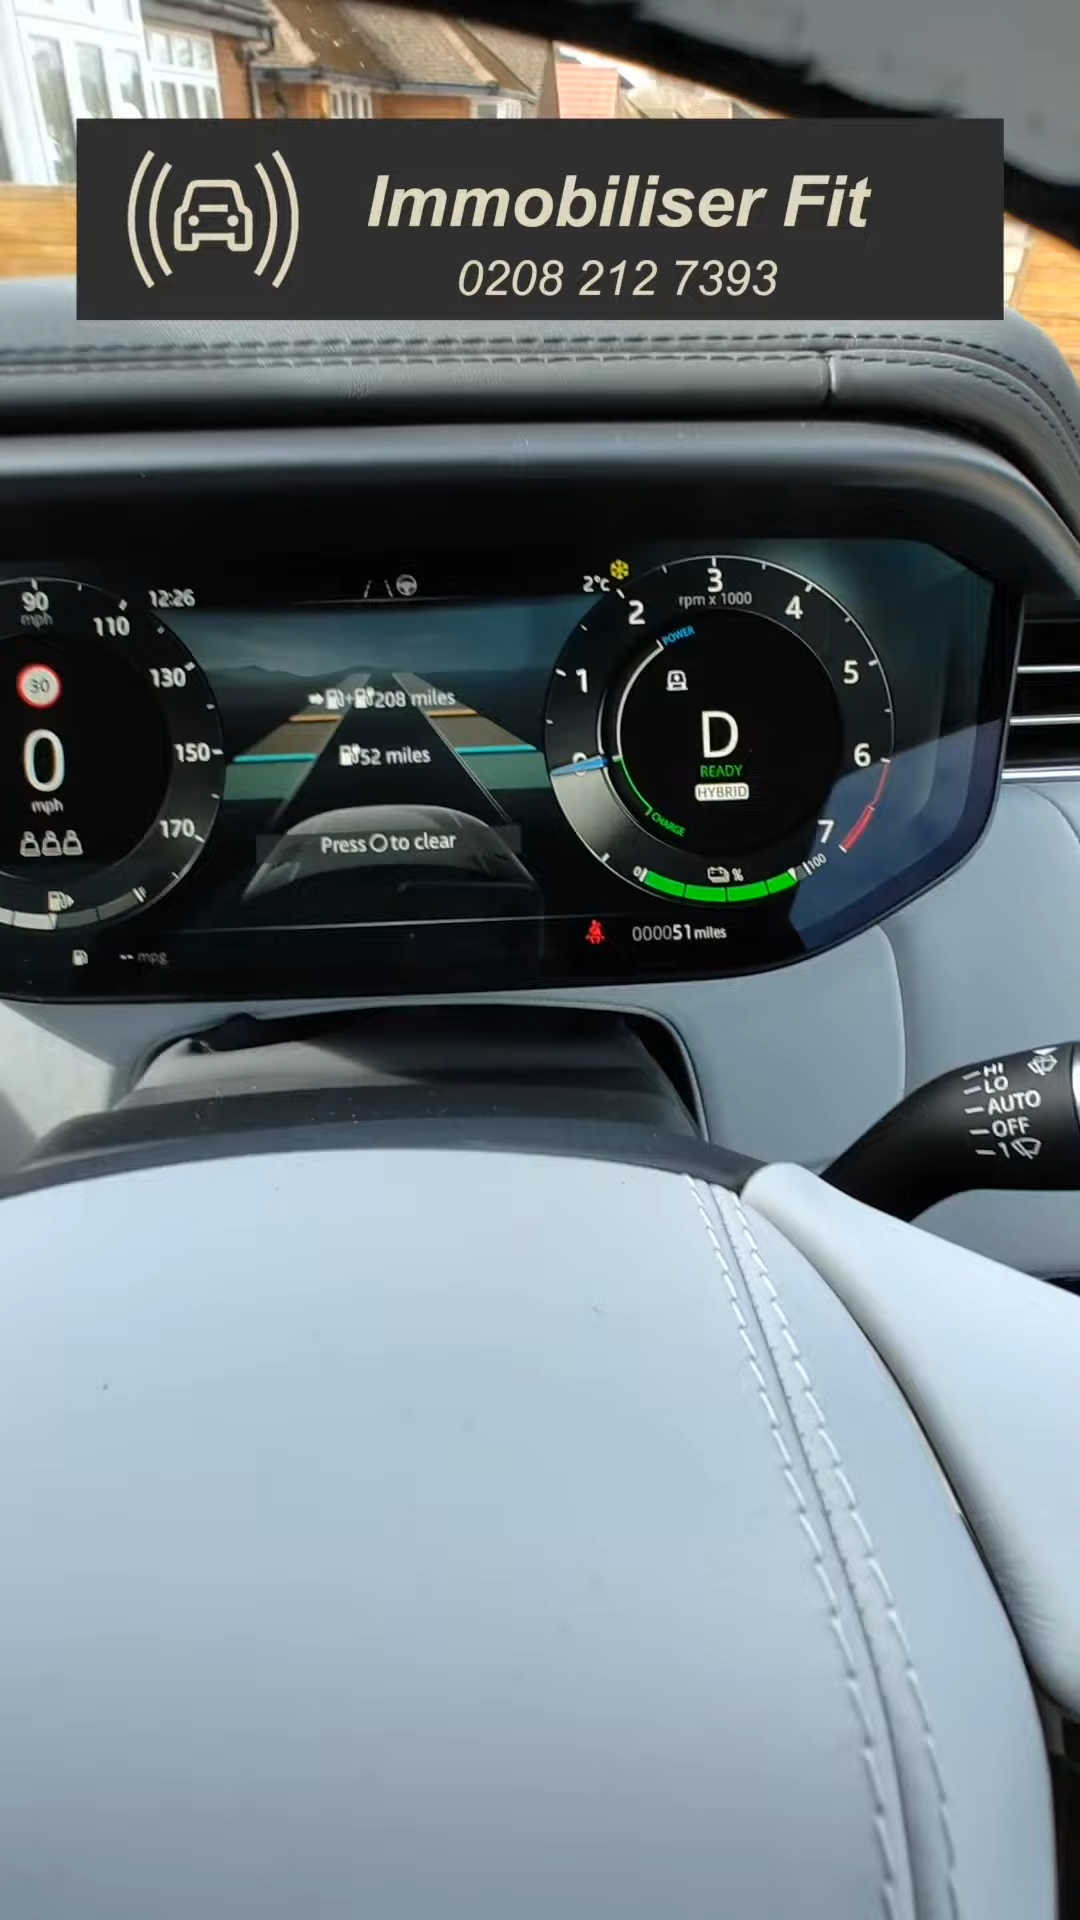 Immobiliser Fit
0208 212 7393
90
mph
110
130
150
170
30
0
mph
12:26
208 miles
52 miles
Press O to clear
-- mpg
2°C
rpm x 1000
0
1
2
3
4
5
6
7
POWER
D
READY
HYBRID
CHARGE
0
%
100
000051 miles
HI
LO
AUTO
OFF
1